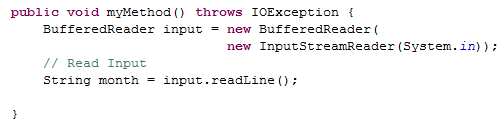 public void myMethod() throws IOException {
    BufferedReader input = new BufferedReader(
                            new InputStreamReader(System.in));
    // Read Input
    String month = input.readLine();
}